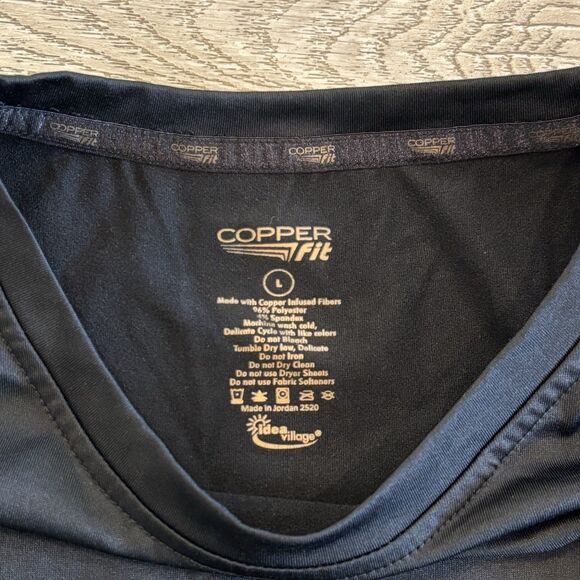 COPPER COPPER COPPER COPPER
Fit Fit Fit Fit
COPPER
Fit
L
Made with Copper Infused Fibers
96% Polyester
4% Spandex
Machine wash cold,
Delicate Cycle with like colors
Do not Bleach
Tumble Dry low, Delicate
Do not Iron
Do not Dry Clean
Do not use Dryer Sheets
Do not use Fabric Softeners
Made in Jordan 2520
idea
village®